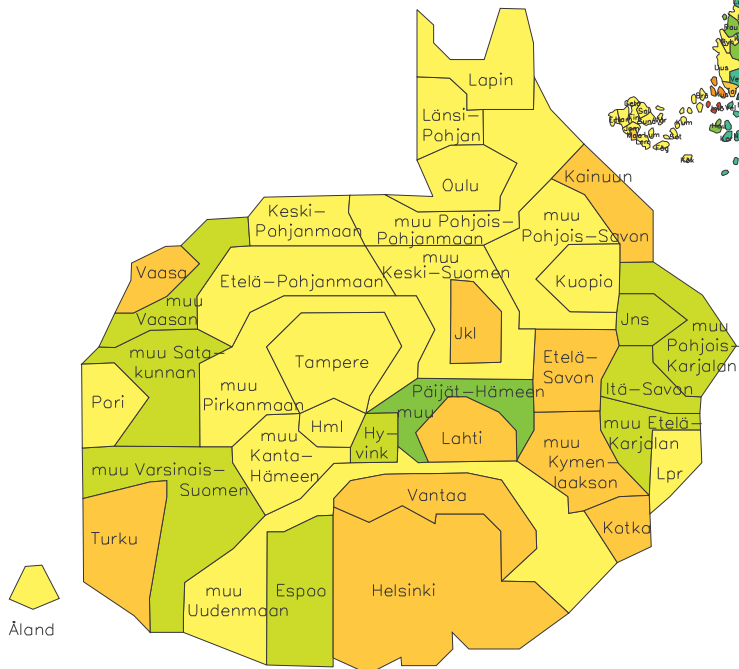 Lapin
Länsi–
Pohjan
Oulu
Kainuun
Keski–
Pohjanmaan
muu Pohjois–
Pohjanmaan
muu
Pohjois–Savon
Vaasa
Etelä–Pohjanmaan
muu
Keski–Suomen
Kuopio
muu
Vaasan
Jkl
Jns
muu
Pohjois–
Karjalan
muu Sata–
kunnan
Tampere
Etelä–
Savon
Itä–Savon
Pori
muu
Pirkanmaan
Päijät–Hämeen
muu
Hml
Hy–
vink
Lahti
muu Etelä–
Karjalan
muu
Kanta–
Hämeen
muu
Kymen–
laakson
Lpr
muu Varsinais–
Suomen
Vantaa
Turku
Kotka
muu
Uudenmaan
Espoo
Helsinki
Åland